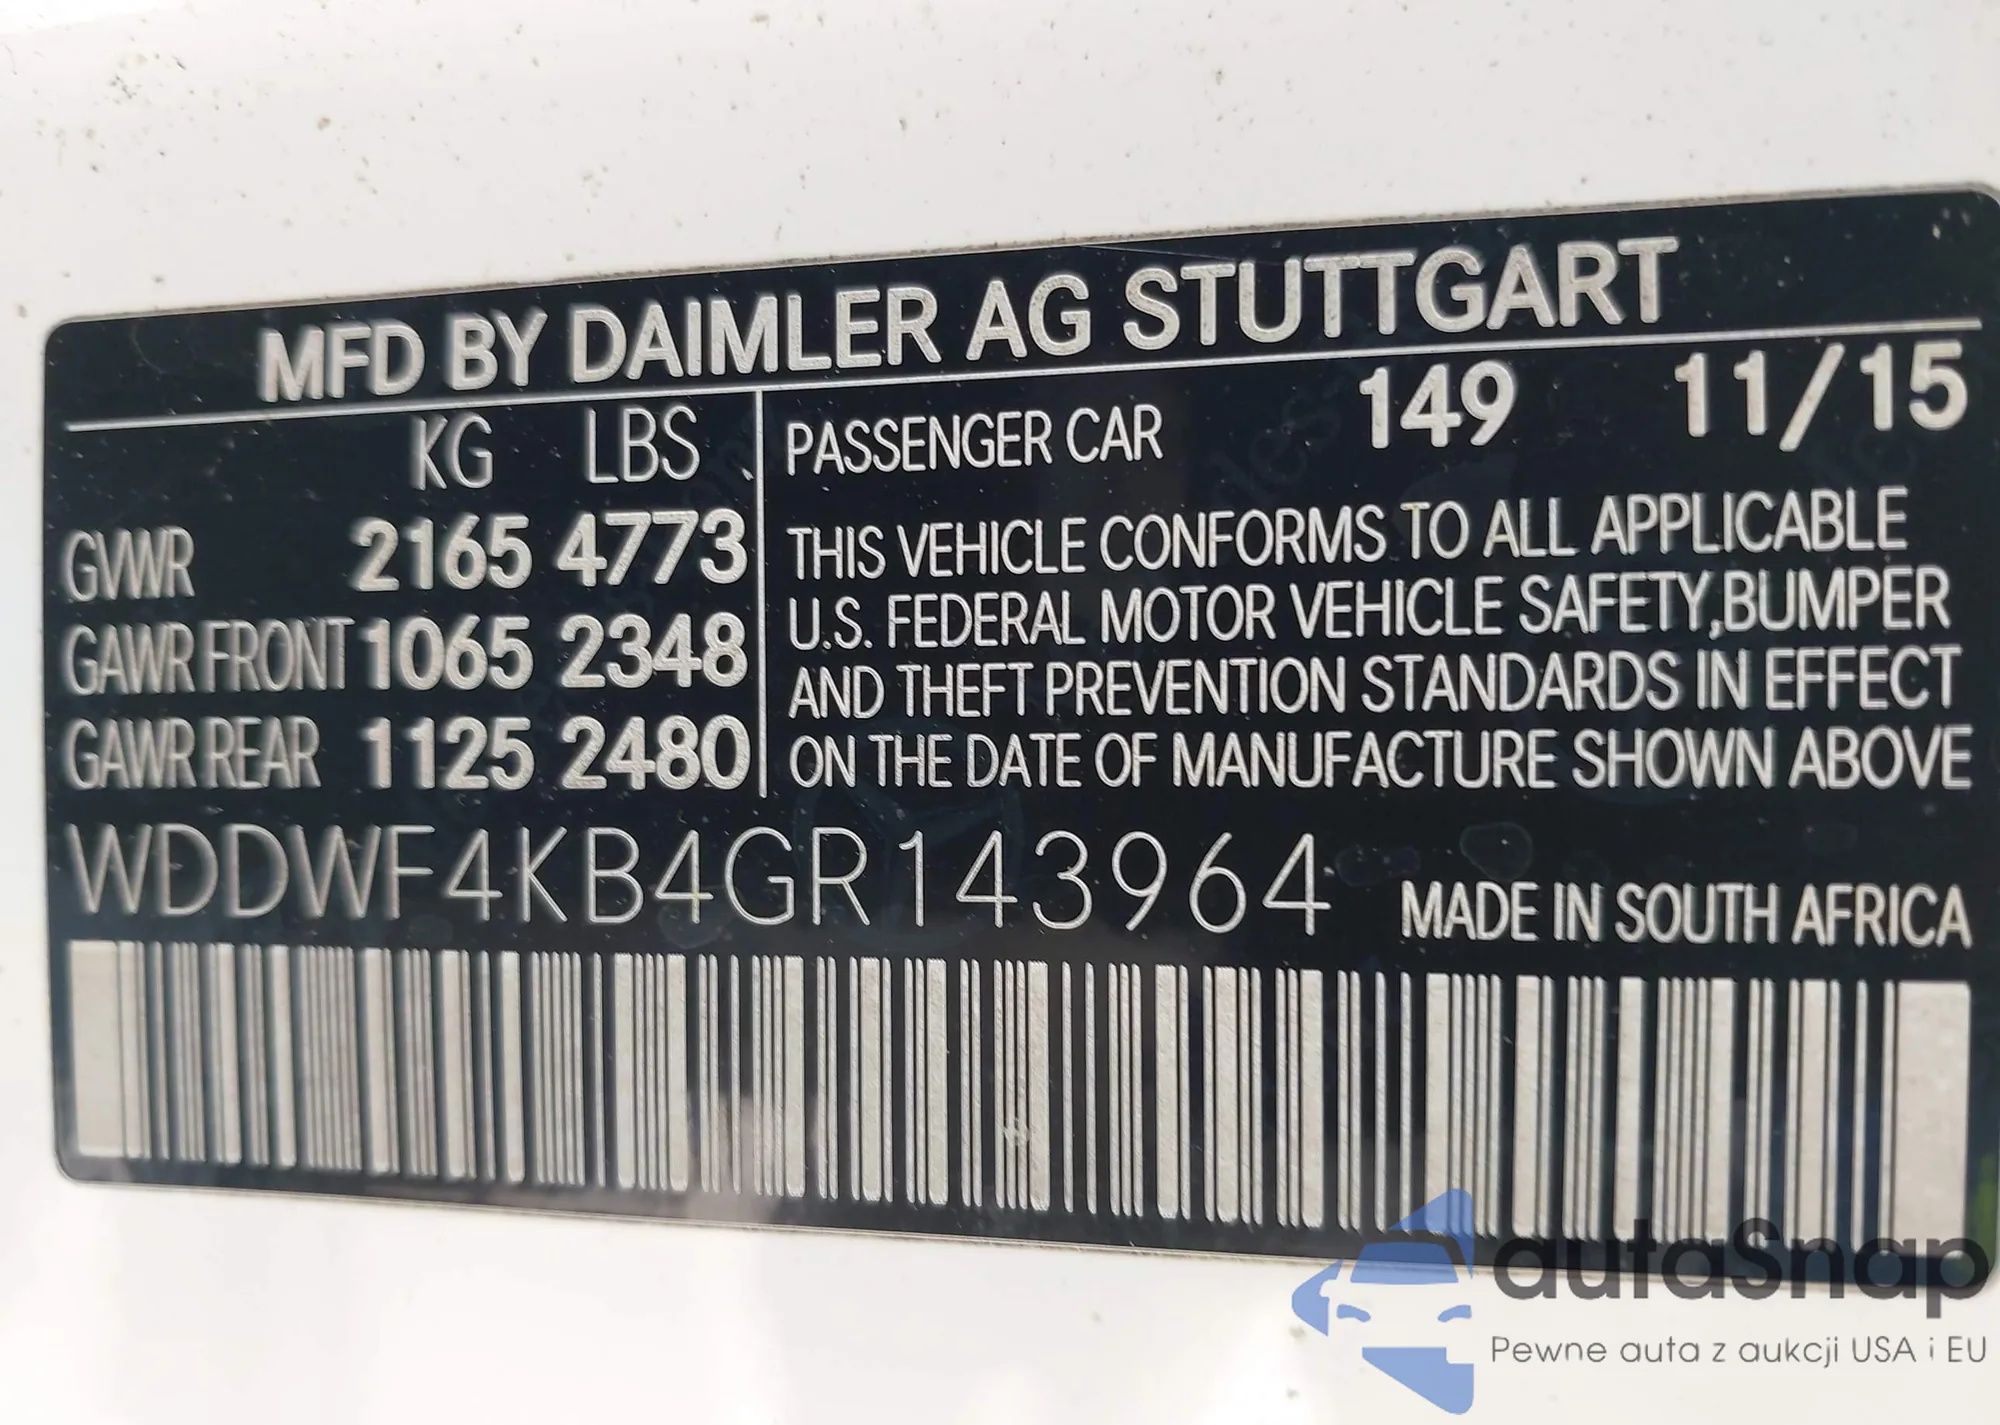 MFD BY DAIMLER AG STUTTGART
KG LBS
GVWR 2165 4773
GAWR FRONT 1065 2348
GAWR REAR 1125 2480
PASSENGER CAR 149 11/15
THIS VEHICLE CONFORMS TO ALL APPLICABLE
U.S. FEDERAL MOTOR VEHICLE SAFETY,BUMPER
AND THEFT PREVENTION STANDARDS IN EFFECT
ON THE DATE OF MANUFACTURE SHOWN ABOVE
WDDWF4KB4GR143964
MADE IN SOUTH AFRICA
autaSnap
Pewne auta z aukcji USA i EU